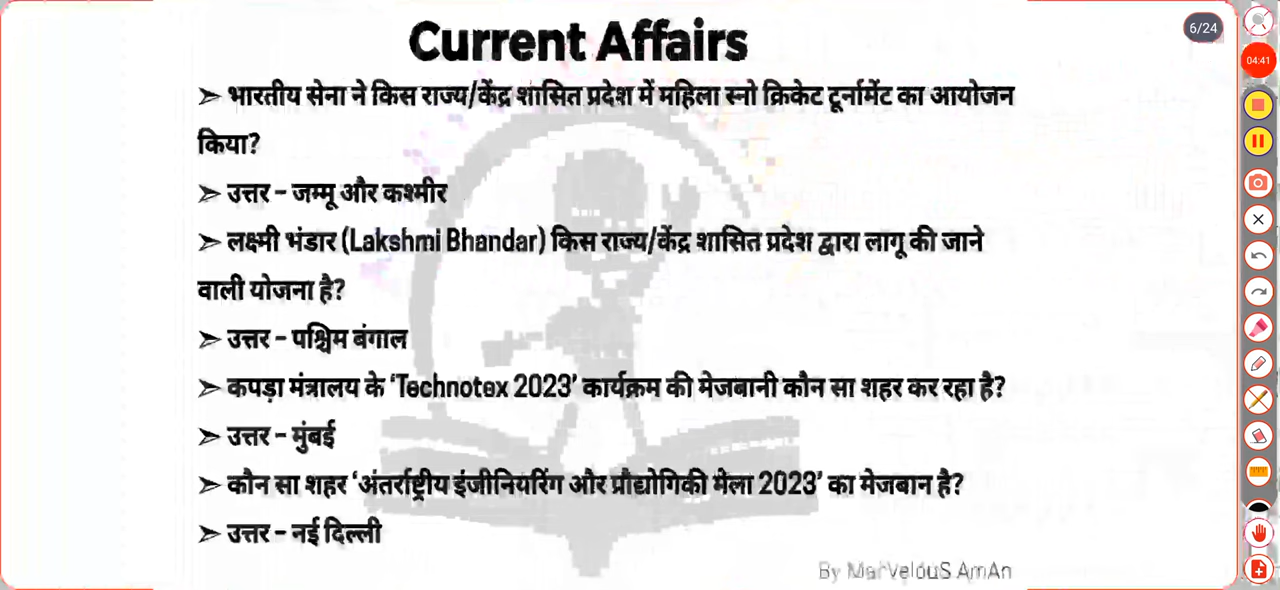 Current Affairs
6/24
04:41
➢ भारतीय सेना ने किस राज्य/केंद्र शासित प्रदेश में महिला स्नो क्रिकेट टूर्नामेंट का आयोजन
किया?
➢ उत्तर – जम्मू और कश्मीर
➢ लक्ष्मी भंडार (Lakshmi Bhandar) किस राज्य/केंद्र शासित प्रदेश द्वारा लागू की जाने
वाली योजना है?
➢ उत्तर – पश्चिम बंगाल
➢ कपड़ा मंत्रालय के ‘Technotex 2023’ कार्यक्रम की मेजबानी कौन सा शहर कर रहा है?
➢ उत्तर – मुंबई
➢ कौन सा शहर ‘अंतर्राष्ट्रीय इंजीनियरिंग और प्रौद्योगिकी मेला 2023’ का मेजबान है?
➢ उत्तर – नई दिल्ली
By MarVelouS AmAn